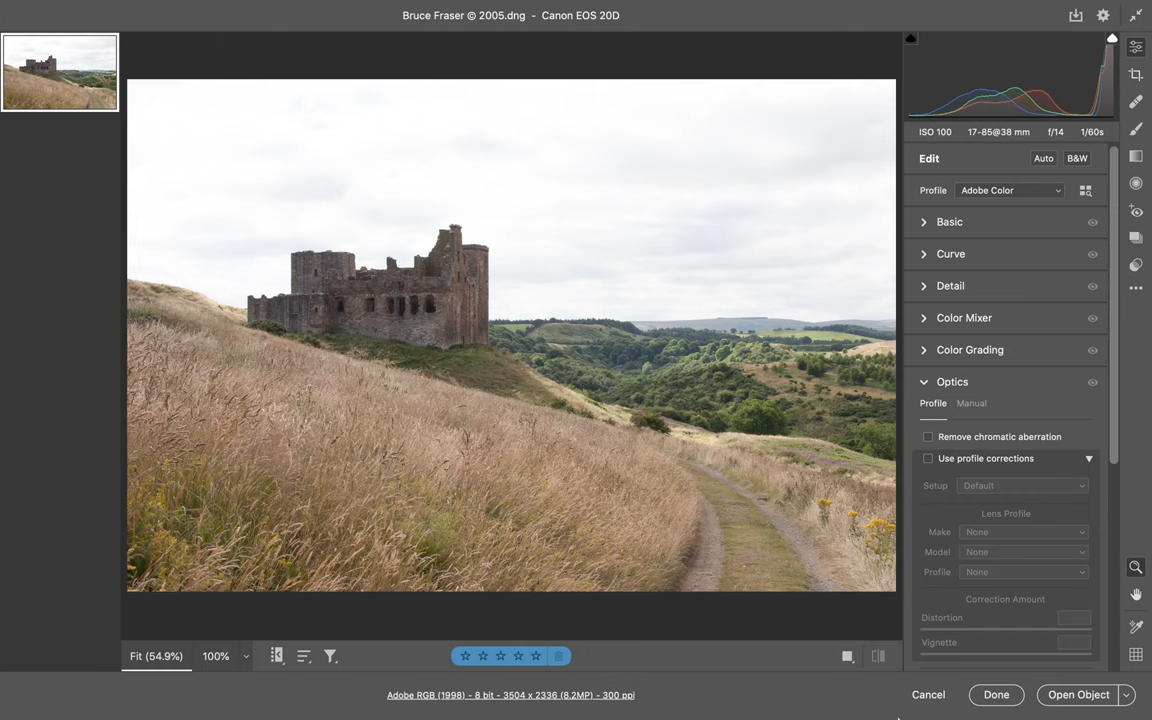 Bruce Fraser © 2005.dng - Canon EOS 20D
ISO 100 17-85@38 mm f/14 1/60s
Edit Auto B&W
Profile Adobe Color
Basic
Curve
Detail
Color Mixer
Color Grading
Optics
Profile Manual
Remove chromatic aberration
Use profile corrections
Setup Default
Lens Profile
Make None
Model None
Profile None
Correction Amount
Distortion
Vignette
Fit (54.9%) 100%
Adobe RGB (1998) - 8 bit - 3504 x 2336 (8.2MP) - 300 ppi
Cancel Done Open Object